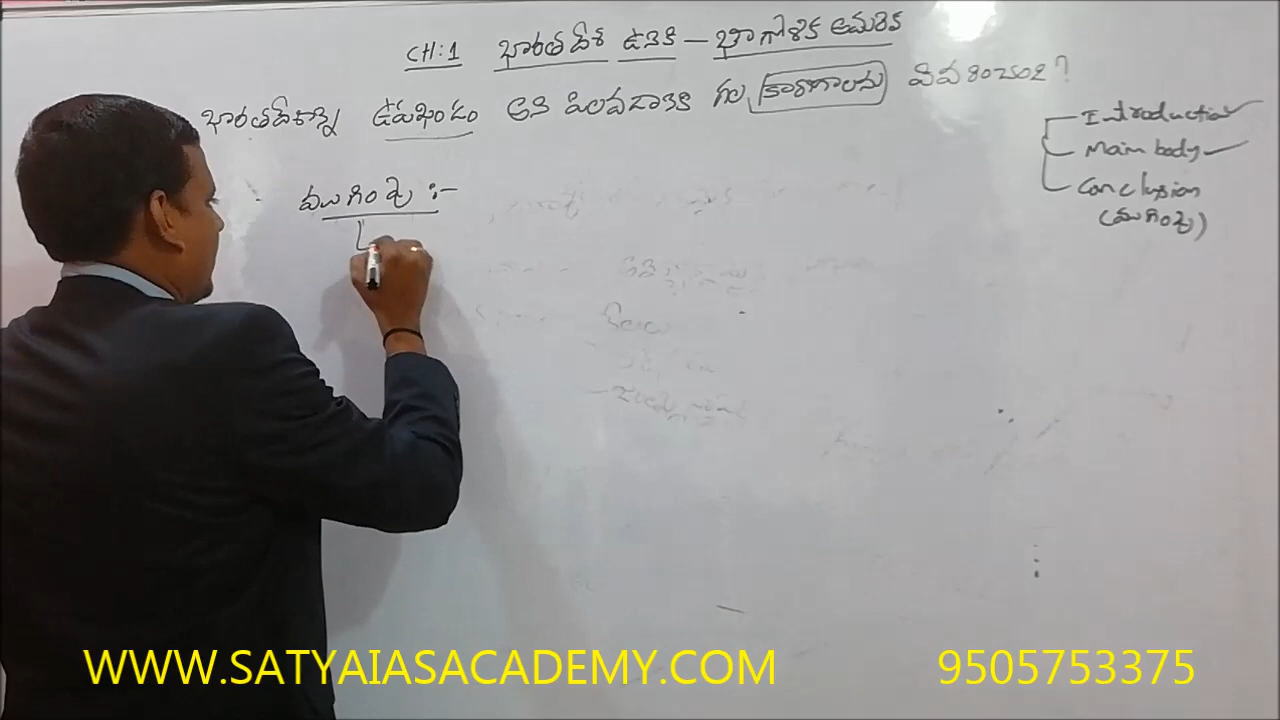 CH:1 భారతదేశ ఉనికి – భౌగోళిక అమరిక
భారతదేశాన్ని ఉపఖండం అని పిలవడానికి గల కారణాలను వివరించండి?
Introduction
Main body
Conclusion
(ముగింపు)
ముగింపు :-
WWW.SATYAIASACADEMY.COM 9505753375